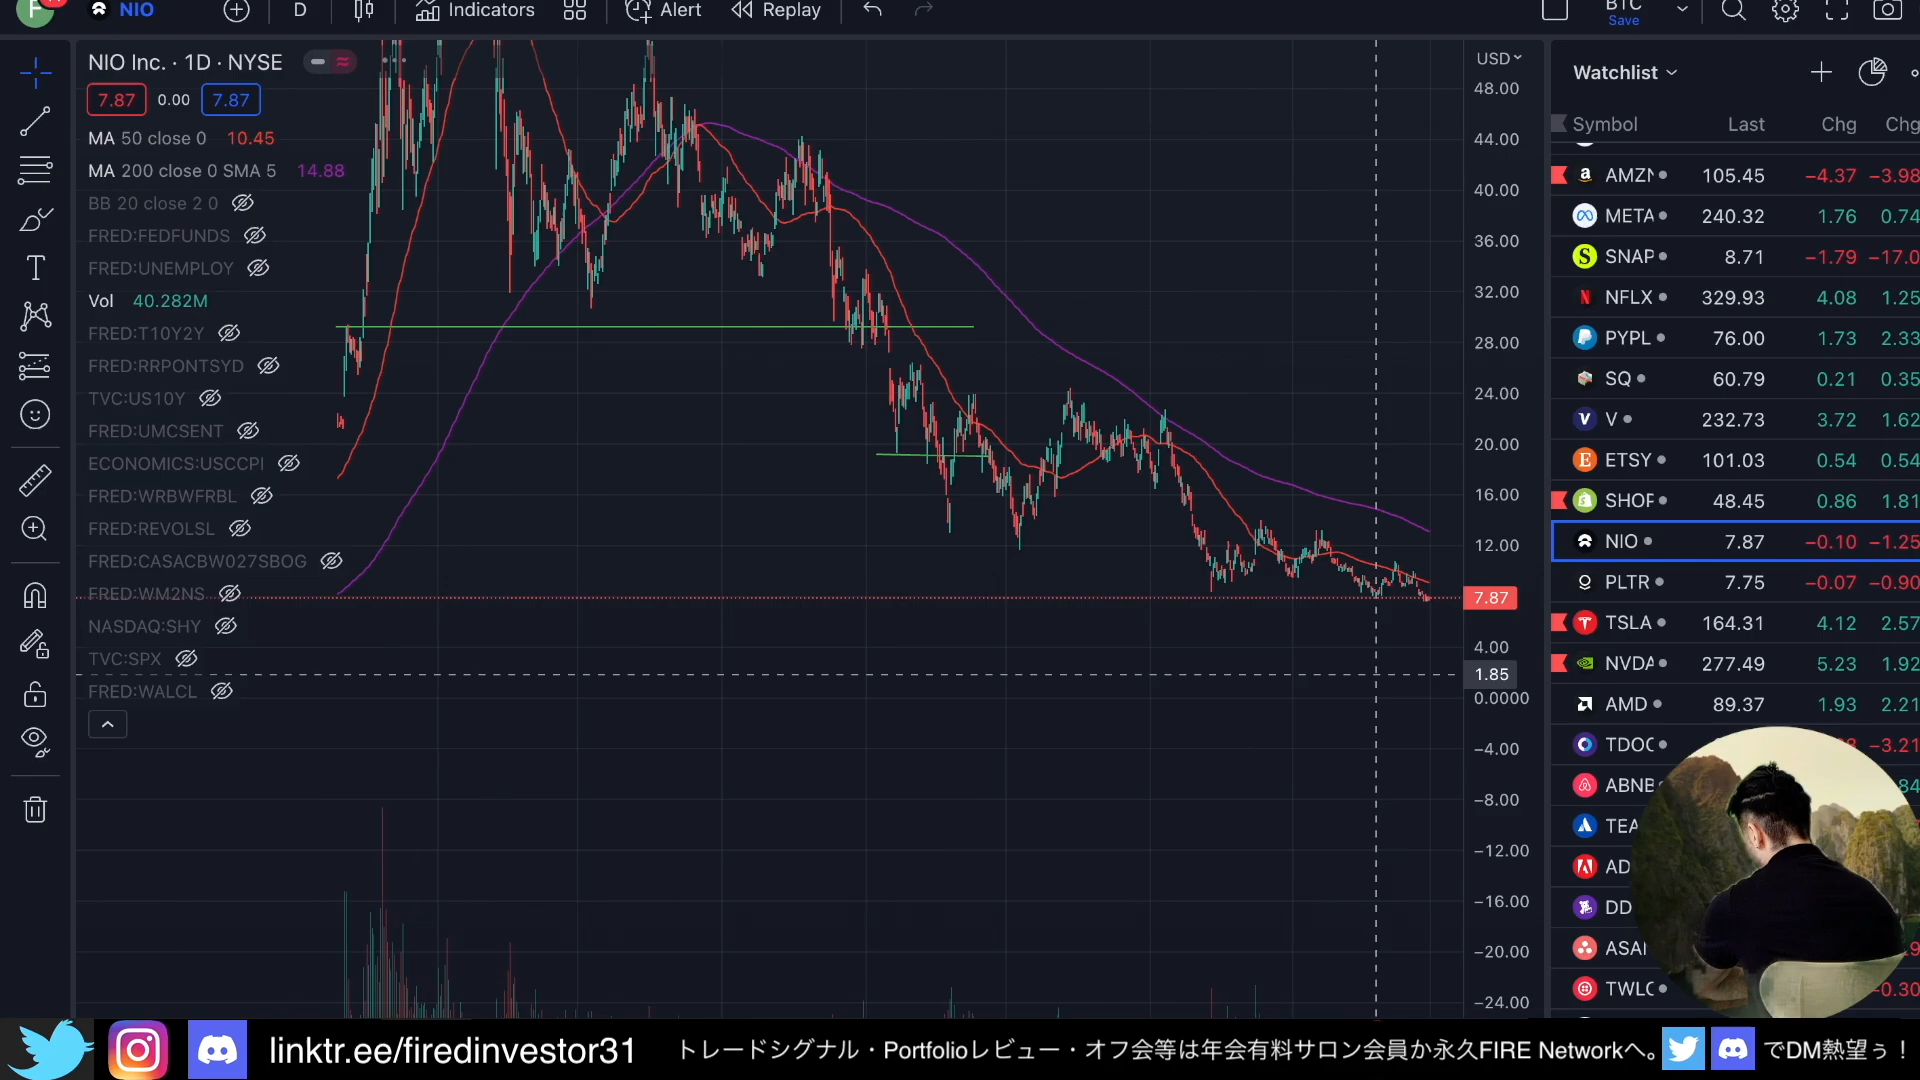 F
NIO
D
Indicators
Alert
Replay
BTC
Save
NIO Inc. · 1D · NYSE
7.87 0.00 7.87
MA 50 close 0 10.45
MA 200 close 0 SMA 5 14.88
BB 20 close 2 0
FRED:FEDFUNDS
FRED:UNEMPLOY
Vol 40.282M
FRED:T10Y2Y
FRED:RRPONTSYD
TVC:US10Y
FRED:UMCSENT
ECONOMICS:USCCPI
FRED:WRBWFRBL
FRED:REVOLSL
FRED:CASACBW027SBOG
FRED:WM2NS
NASDAQ:SHY
TVC:SPX
FRED:WALCL
USD
48.00
44.00
40.00
36.00
32.00
28.00
24.00
20.00
16.00
12.00
7.87
4.00
1.85
0.0000
−4.00
−8.00
−12.00
−16.00
−20.00
−24.00
Watchlist
Symbol Last Chg Chg
AMZN 105.45 −4.37 −3.98
META 240.32 1.76 0.74
SNAP 8.71 −1.79 −17.0
NFLX 329.93 4.08 1.25
PYPL 76.00 1.73 2.33
SQ 60.79 0.21 0.35
V 232.73 3.72 1.62
ETSY 101.03 0.54 0.54
SHOP 48.45 0.86 1.81
NIO 7.87 −0.10 −1.25
PLTR 7.75 −0.07 −0.90
TSLA 164.31 4.12 2.57
NVDA 277.49 5.23 1.92
AMD 89.37 1.93 2.21
TDOC −3.21
ABNB 84
TEA
AD
DD
ASAN
TWLO −0.30
linktr.ee/firedinvestor31
トレードシグナル・Portfolioレビュー・オフ会等は年会有料サロン会員か永久FIRE Networkへ。
でDM熱望ぅ！